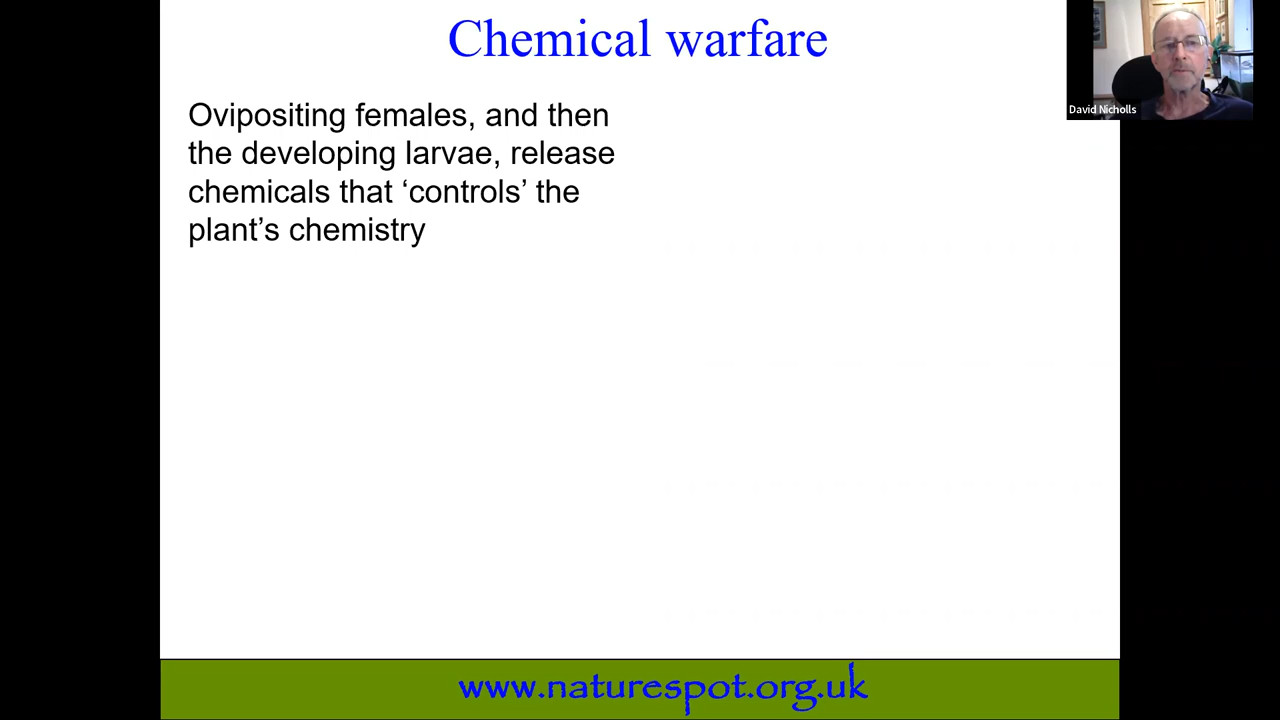 Chemical warfare
David Nicholls
Ovipositing females, and then
the developing larvae, release
chemicals that ‘controls’ the
plant’s chemistry
www.naturespot.org.uk